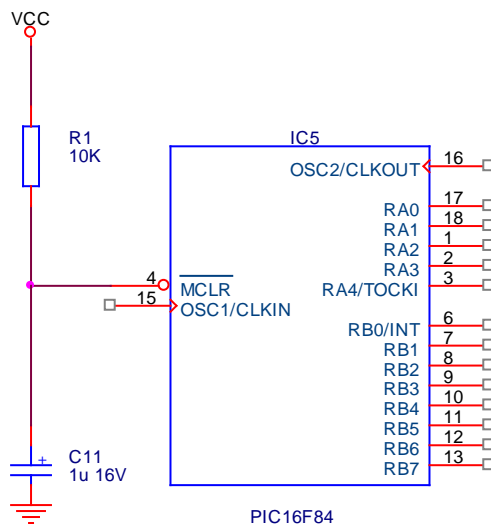 VCC
R1
10K
IC5
OSC2/CLKOUT 16
RA0 17
RA1 18
RA2 1
RA3 2
RA4/TOCKI 3
4 MCLR
15 OSC1/CLKIN
RB0/INT 6
RB1 7
RB2 8
RB3 9
RB4 10
RB5 11
RB6 12
RB7 13
+ C11
1u 16V
PIC16F84